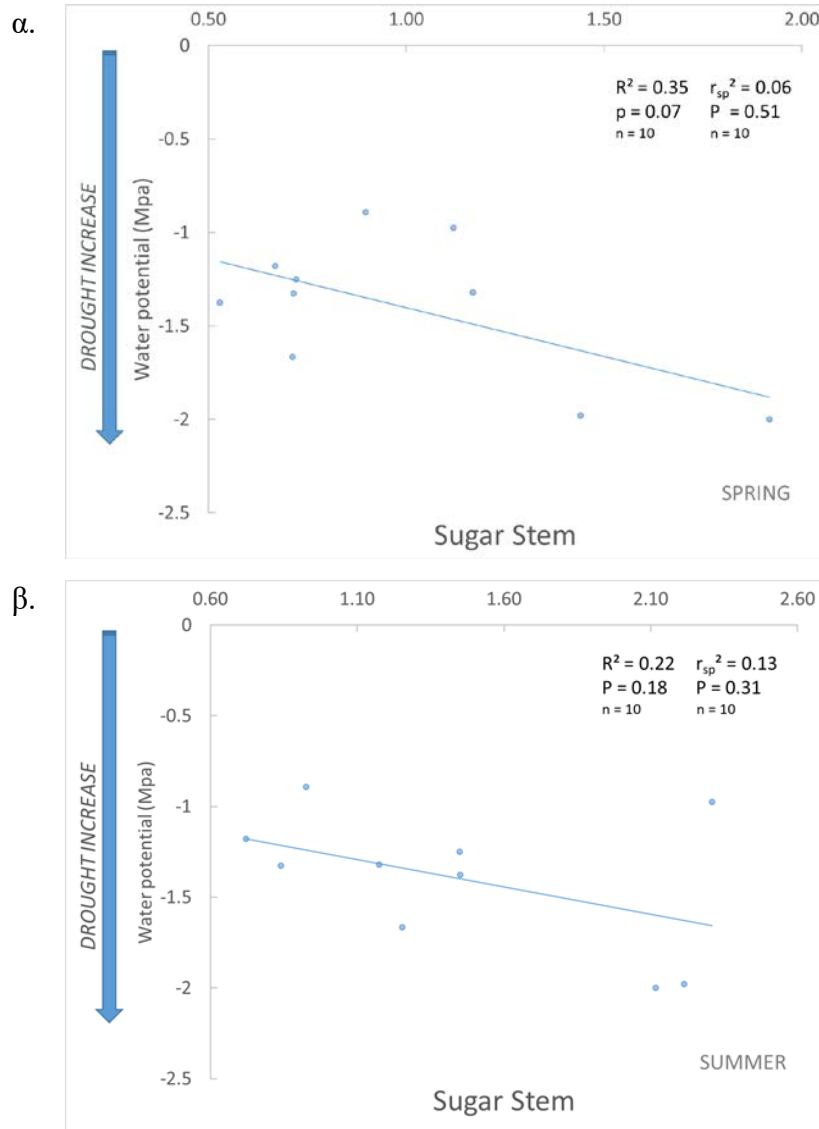 α.
0.50 1.00 1.50 2.00
0
-0.5
-1
-1.5
-2
-2.5
DROUGHT INCREASE
Water potential (Mpa)
R² = 0.35 rsp² = 0.06
p = 0.07 P = 0.51
n = 10 n = 10
SPRING
Sugar Stem
β.
0.60 1.10 1.60 2.10 2.60
0
-0.5
-1
-1.5
-2
-2.5
DROUGHT INCREASE
Water potential (Mpa)
R² = 0.22 rsp² = 0.13
P = 0.18 P = 0.31
n = 10 n = 10
SUMMER
Sugar Stem